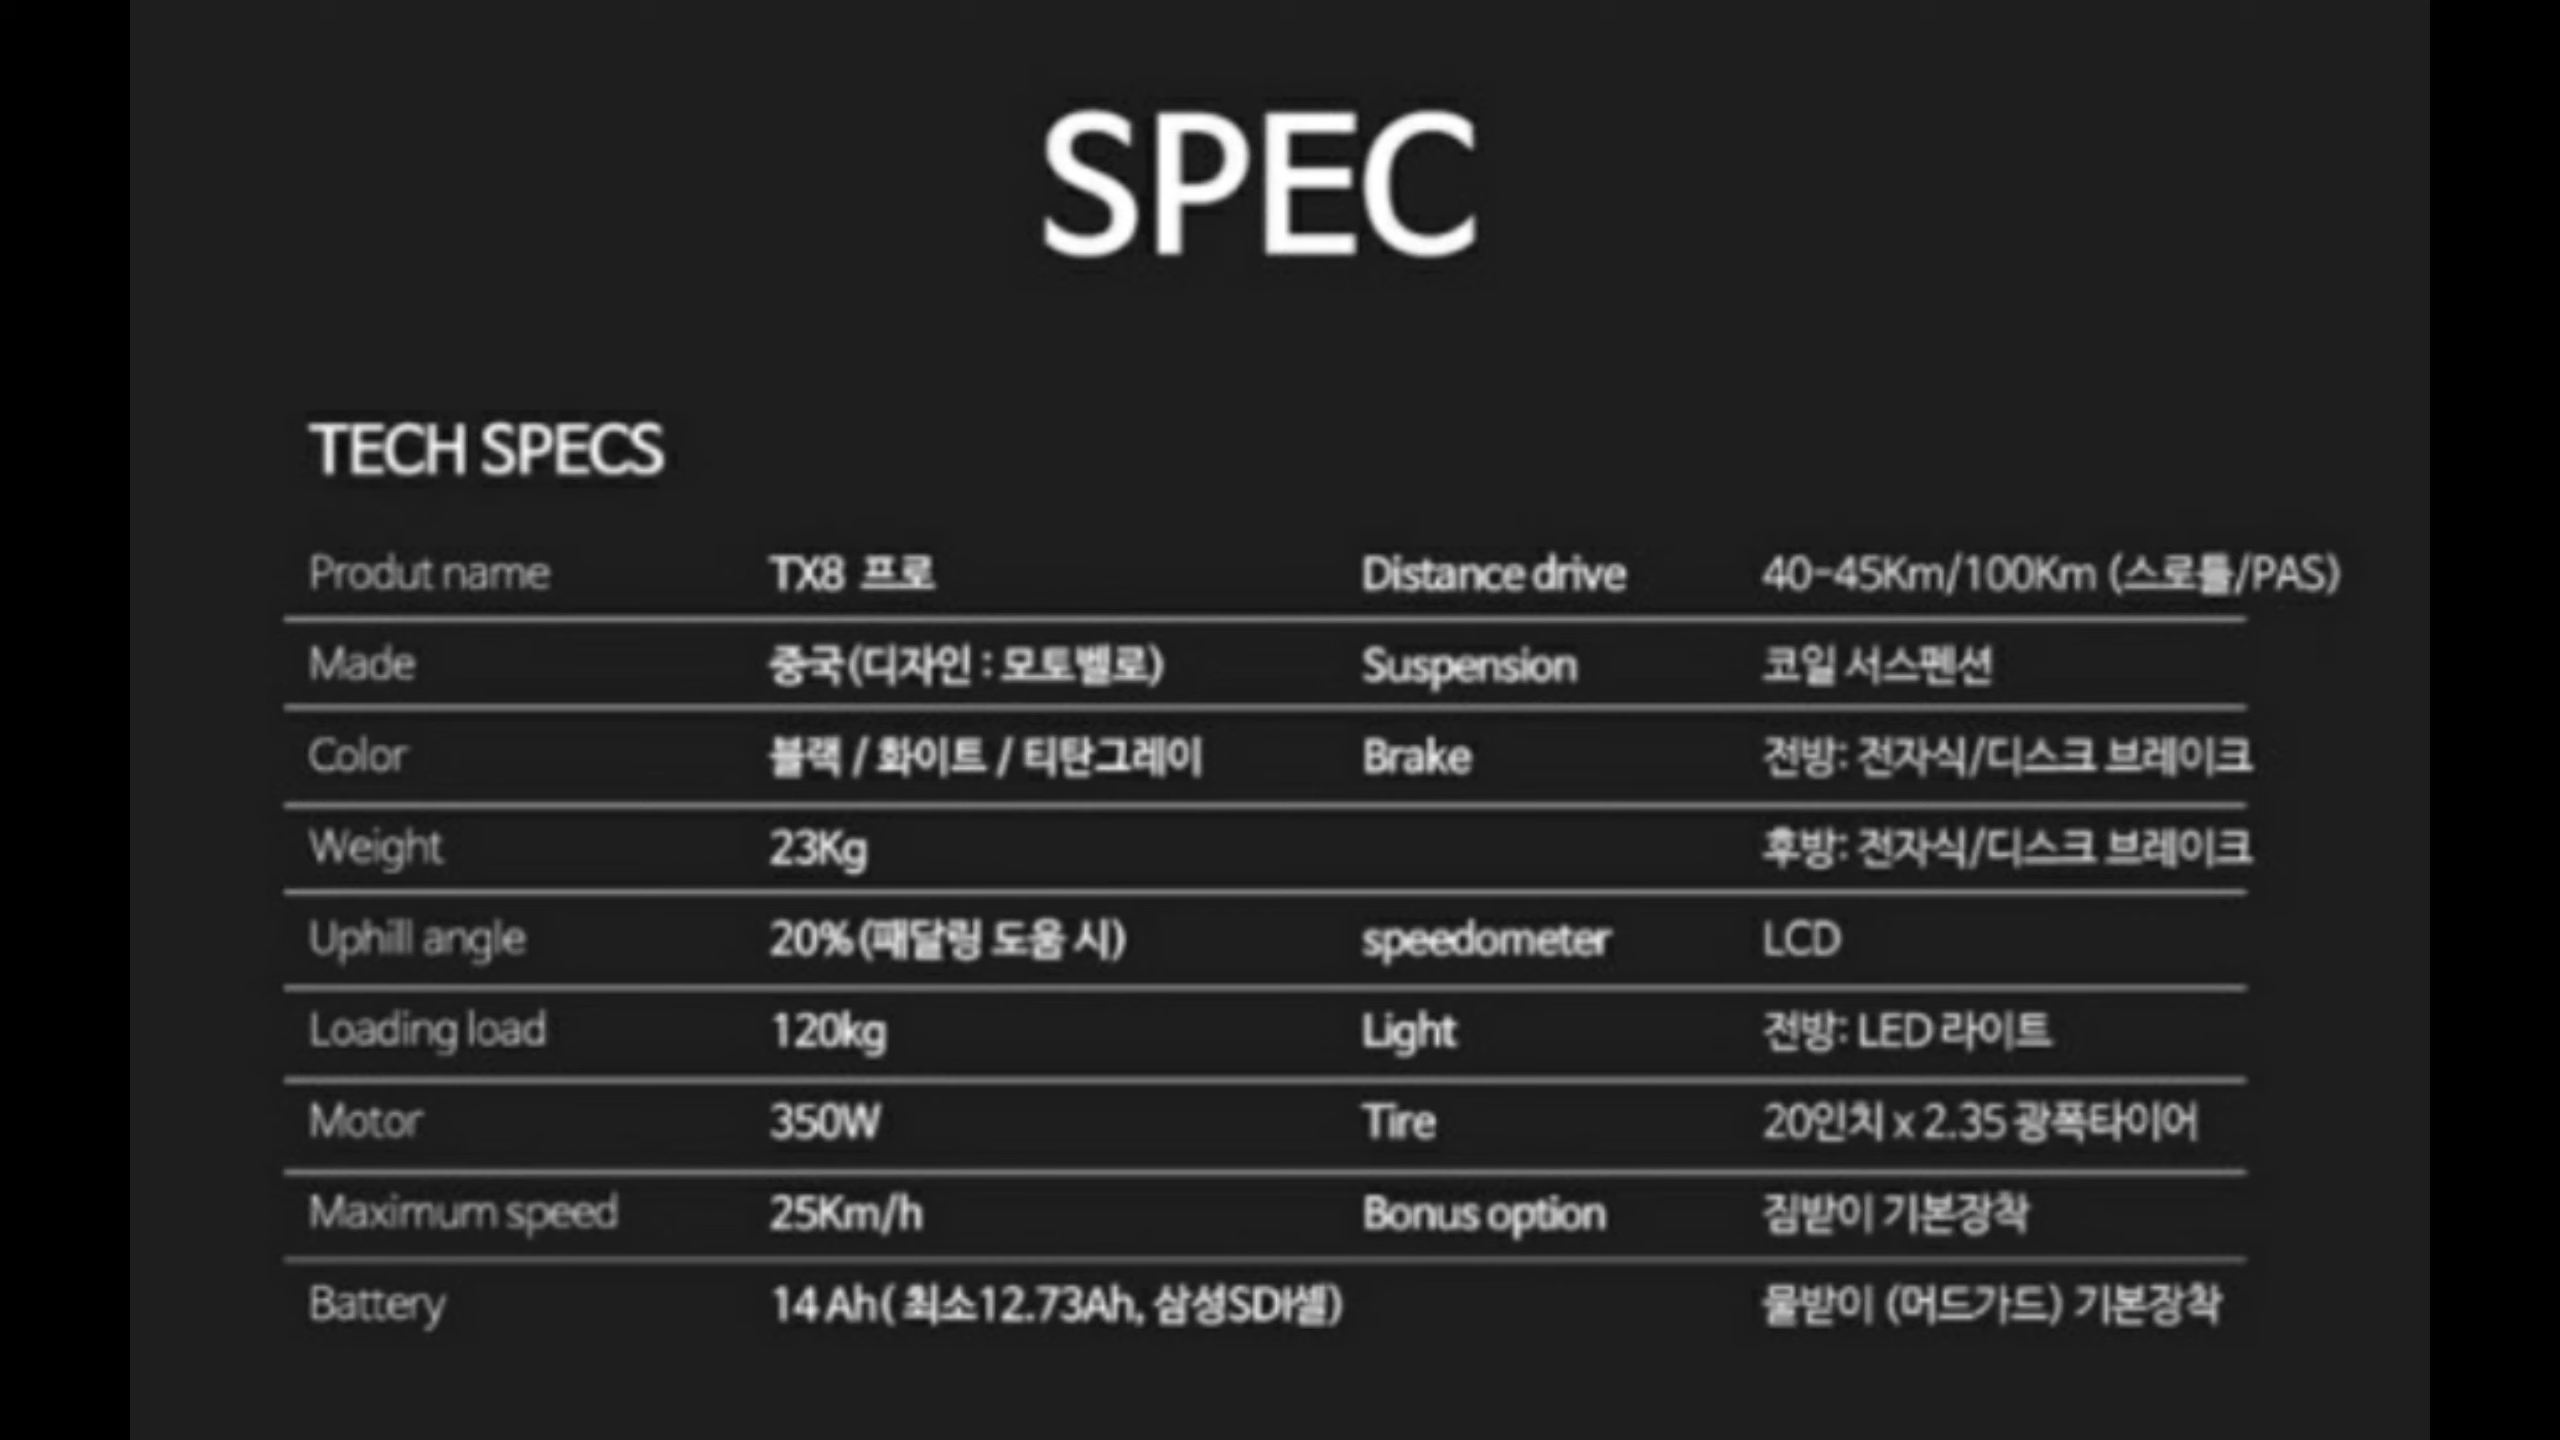 SPEC
TECH SPECS
Produt name TX8 프로 Distance drive 40-45Km/100Km (스로틀/PAS)
Made 중국(디자인 : 모토벨로) Suspension 코일 서스펜션
Color 블랙 / 화이트 / 티탄그레이 Brake 전방: 전자식/디스크 브레이크
Weight 23Kg 후방: 전자식/디스크 브레이크
Uphill angle 20%(패달링 도움 시) speedometer LCD
Loading load 120kg Light 전방: LED 라이트
Motor 350W Tire 20인치 x 2.35 광폭타이어
Maximum speed 25Km/h Bonus option 짐받이 기본장착
Battery 14 Ah( 최소12.73Ah, 삼성SDI셀) 물받이 (머드가드) 기본장착